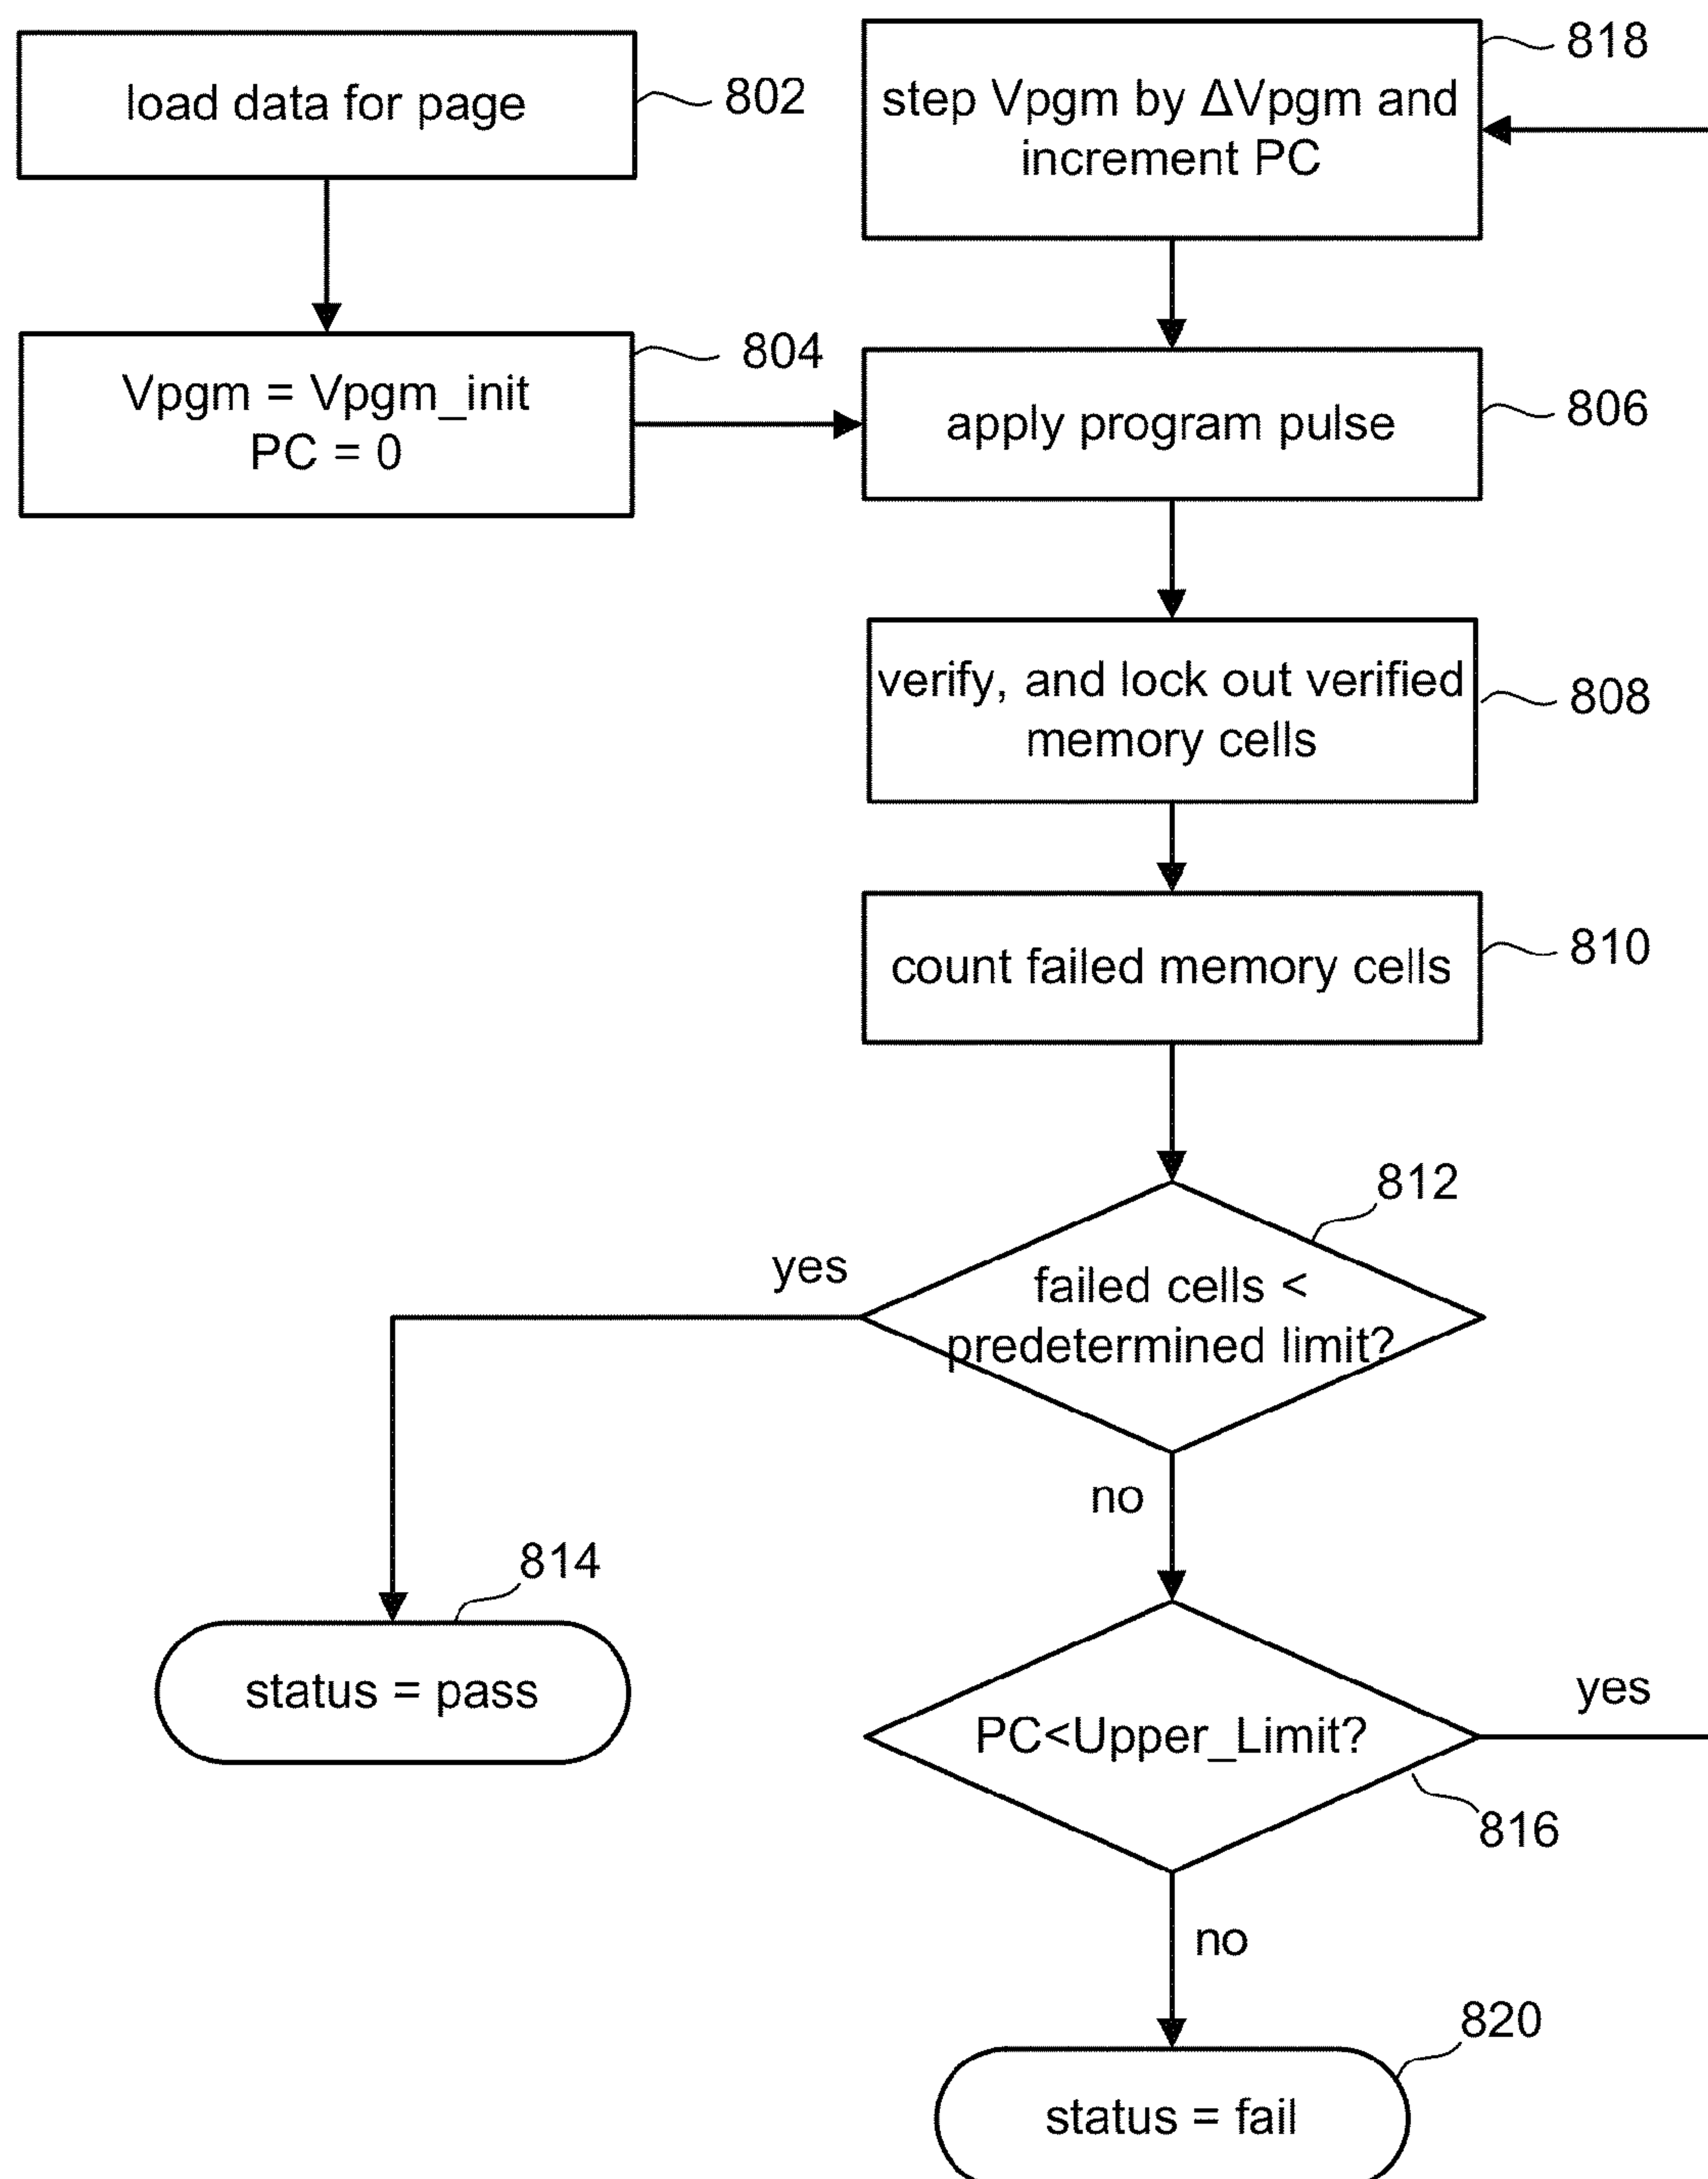 load data for page
802
Vpgm = Vpgm_init
PC = 0
804
step Vpgm by ΔVpgm and
increment PC
818
apply program pulse
806
verify, and lock out verified
memory cells
808
count failed memory cells
810
812
failed cells <
predetermined limit?
yes
no
814
status = pass
PC<Upper_Limit?
yes
816
no
820
status = fail